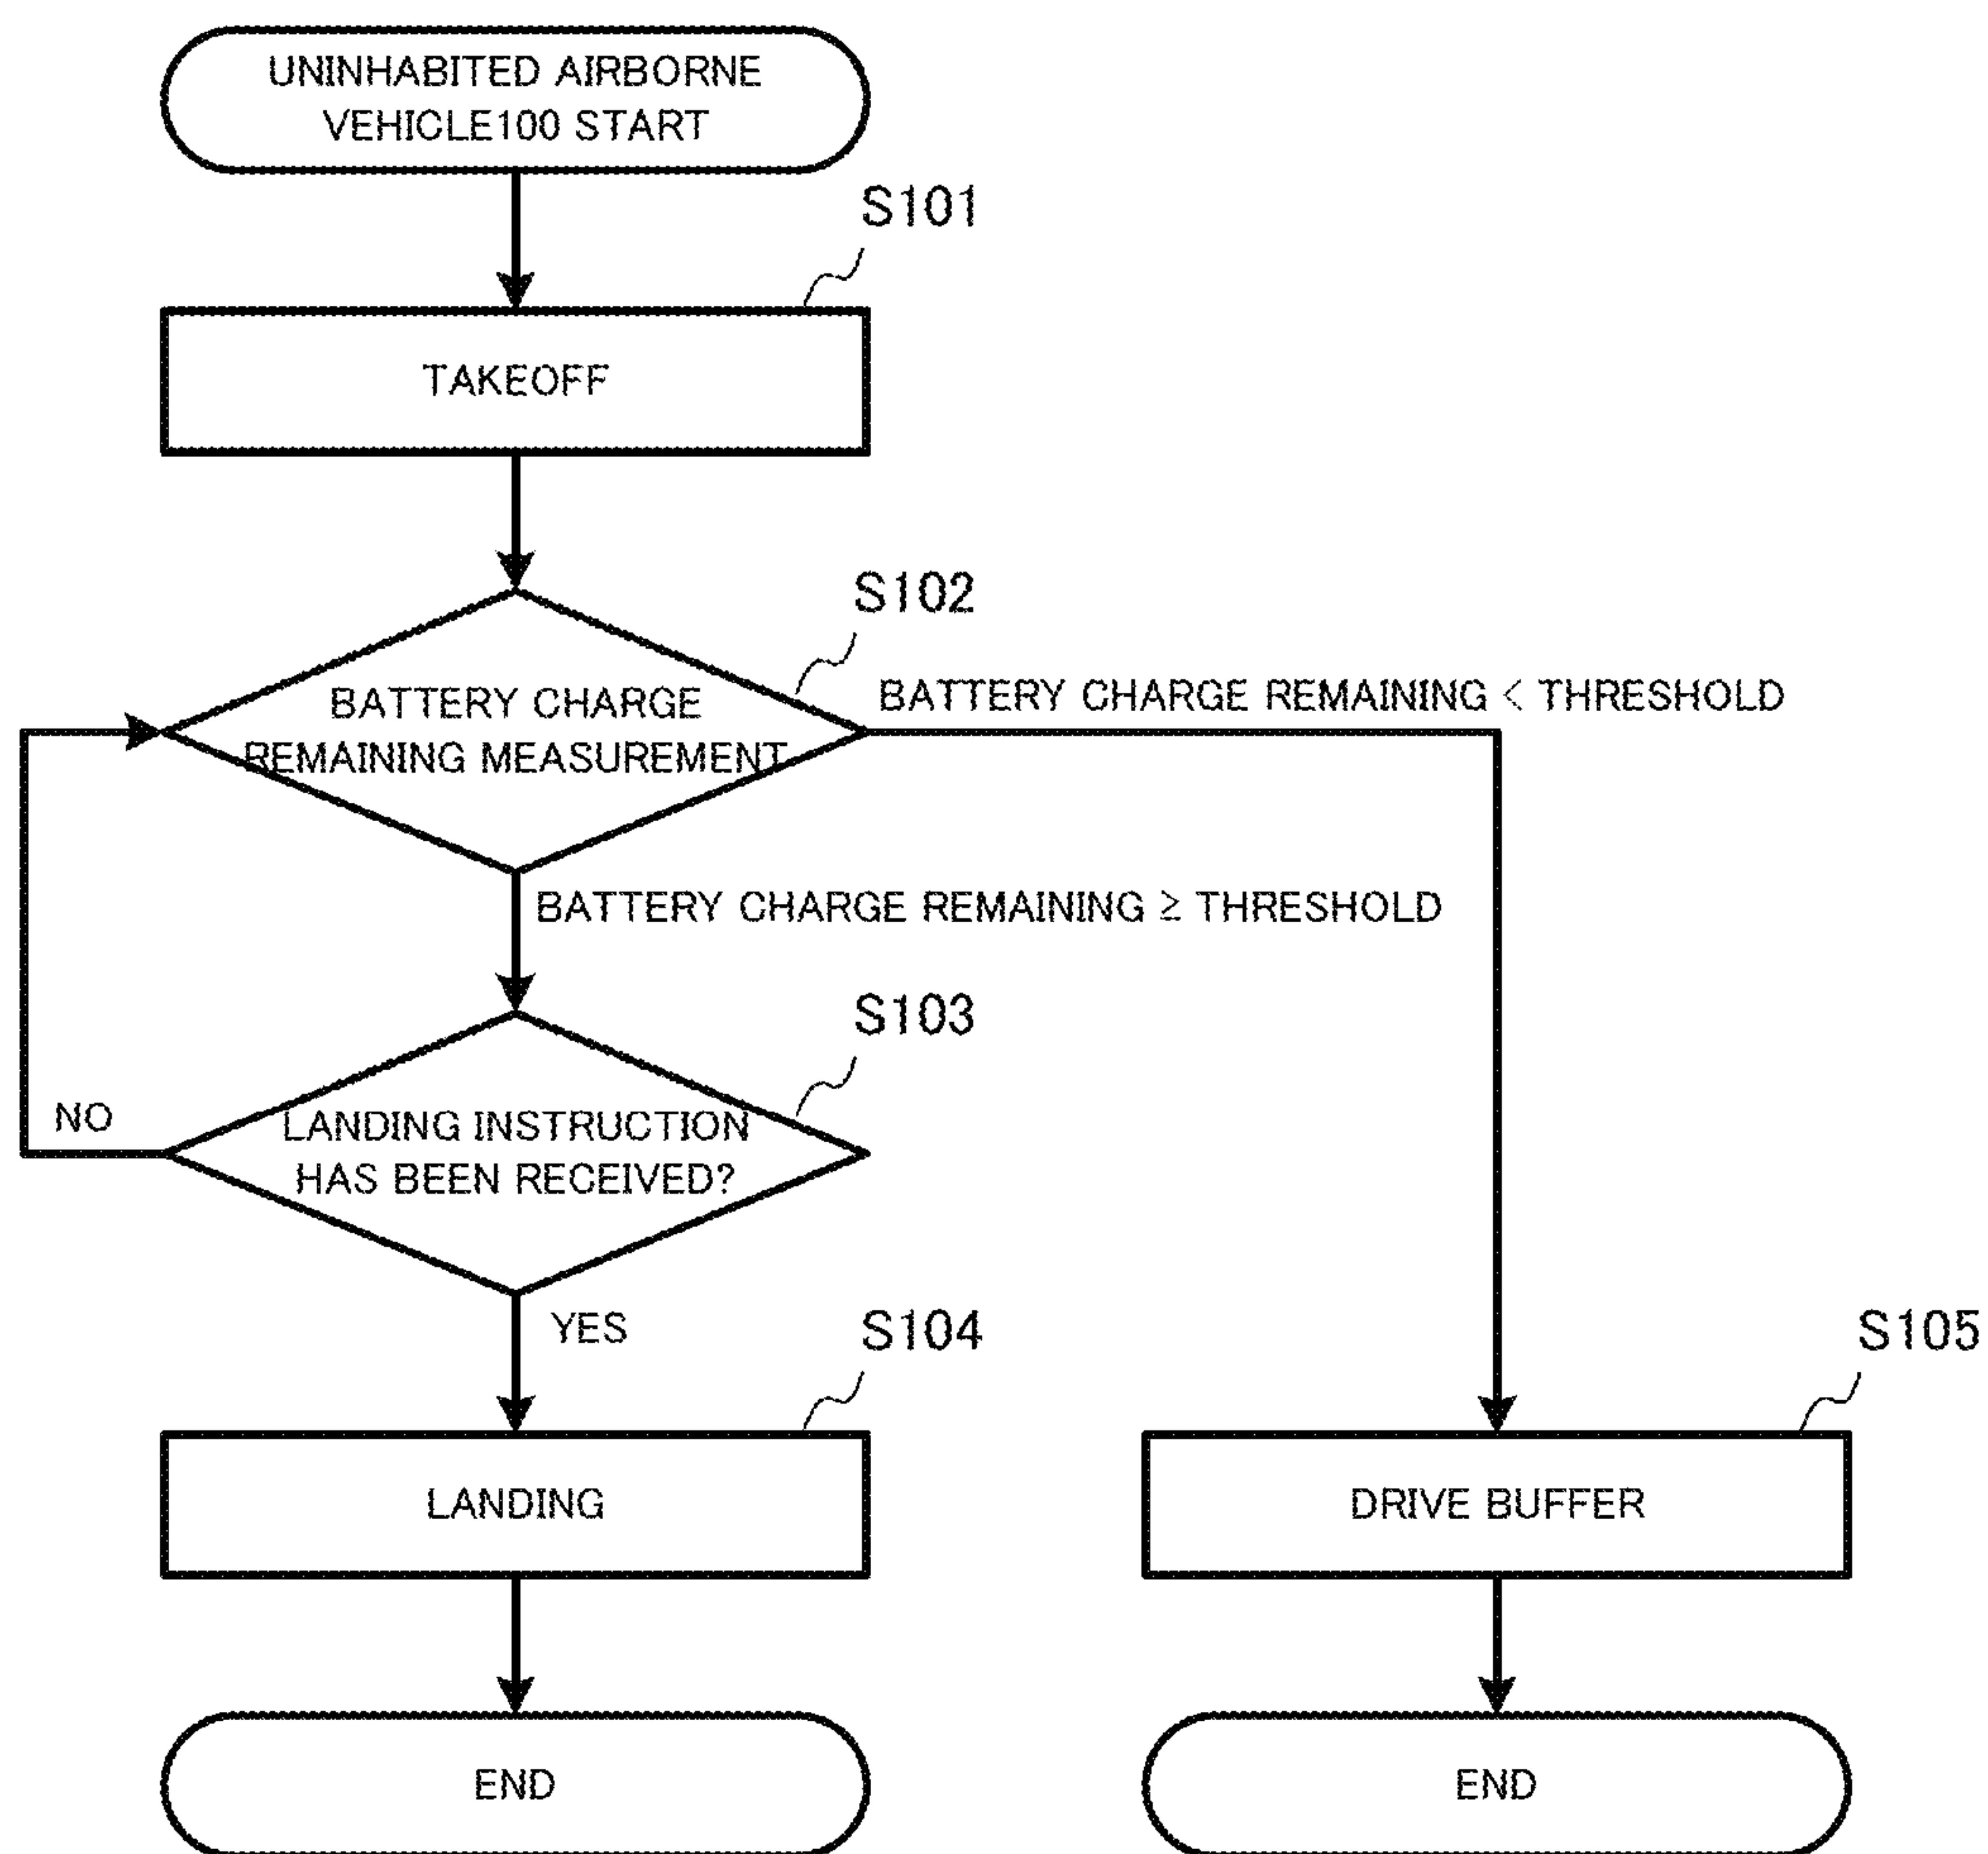 UNINHABITED AIRBORNE
VEHICLE100 START
S101
TAKEOFF
S102
BATTERY CHARGE
REMAINING MEASUREMENT
BATTERY CHARGE REMAINING < THRESHOLD
BATTERY CHARGE REMAINING ≥ THRESHOLD
S103
LANDING INSTRUCTION
HAS BEEN RECEIVED?
NO
YES
S104
LANDING
S105
DRIVE BUFFER
END
END